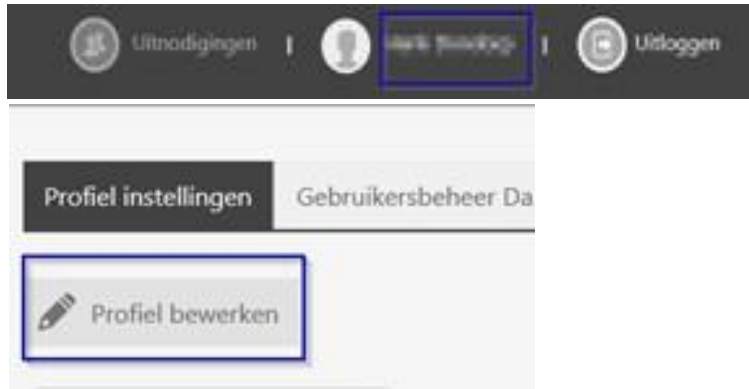 Uitnodigingen | | Uitloggen
Profiel instellingen Gebruikersbeheer Da
Profiel bewerken